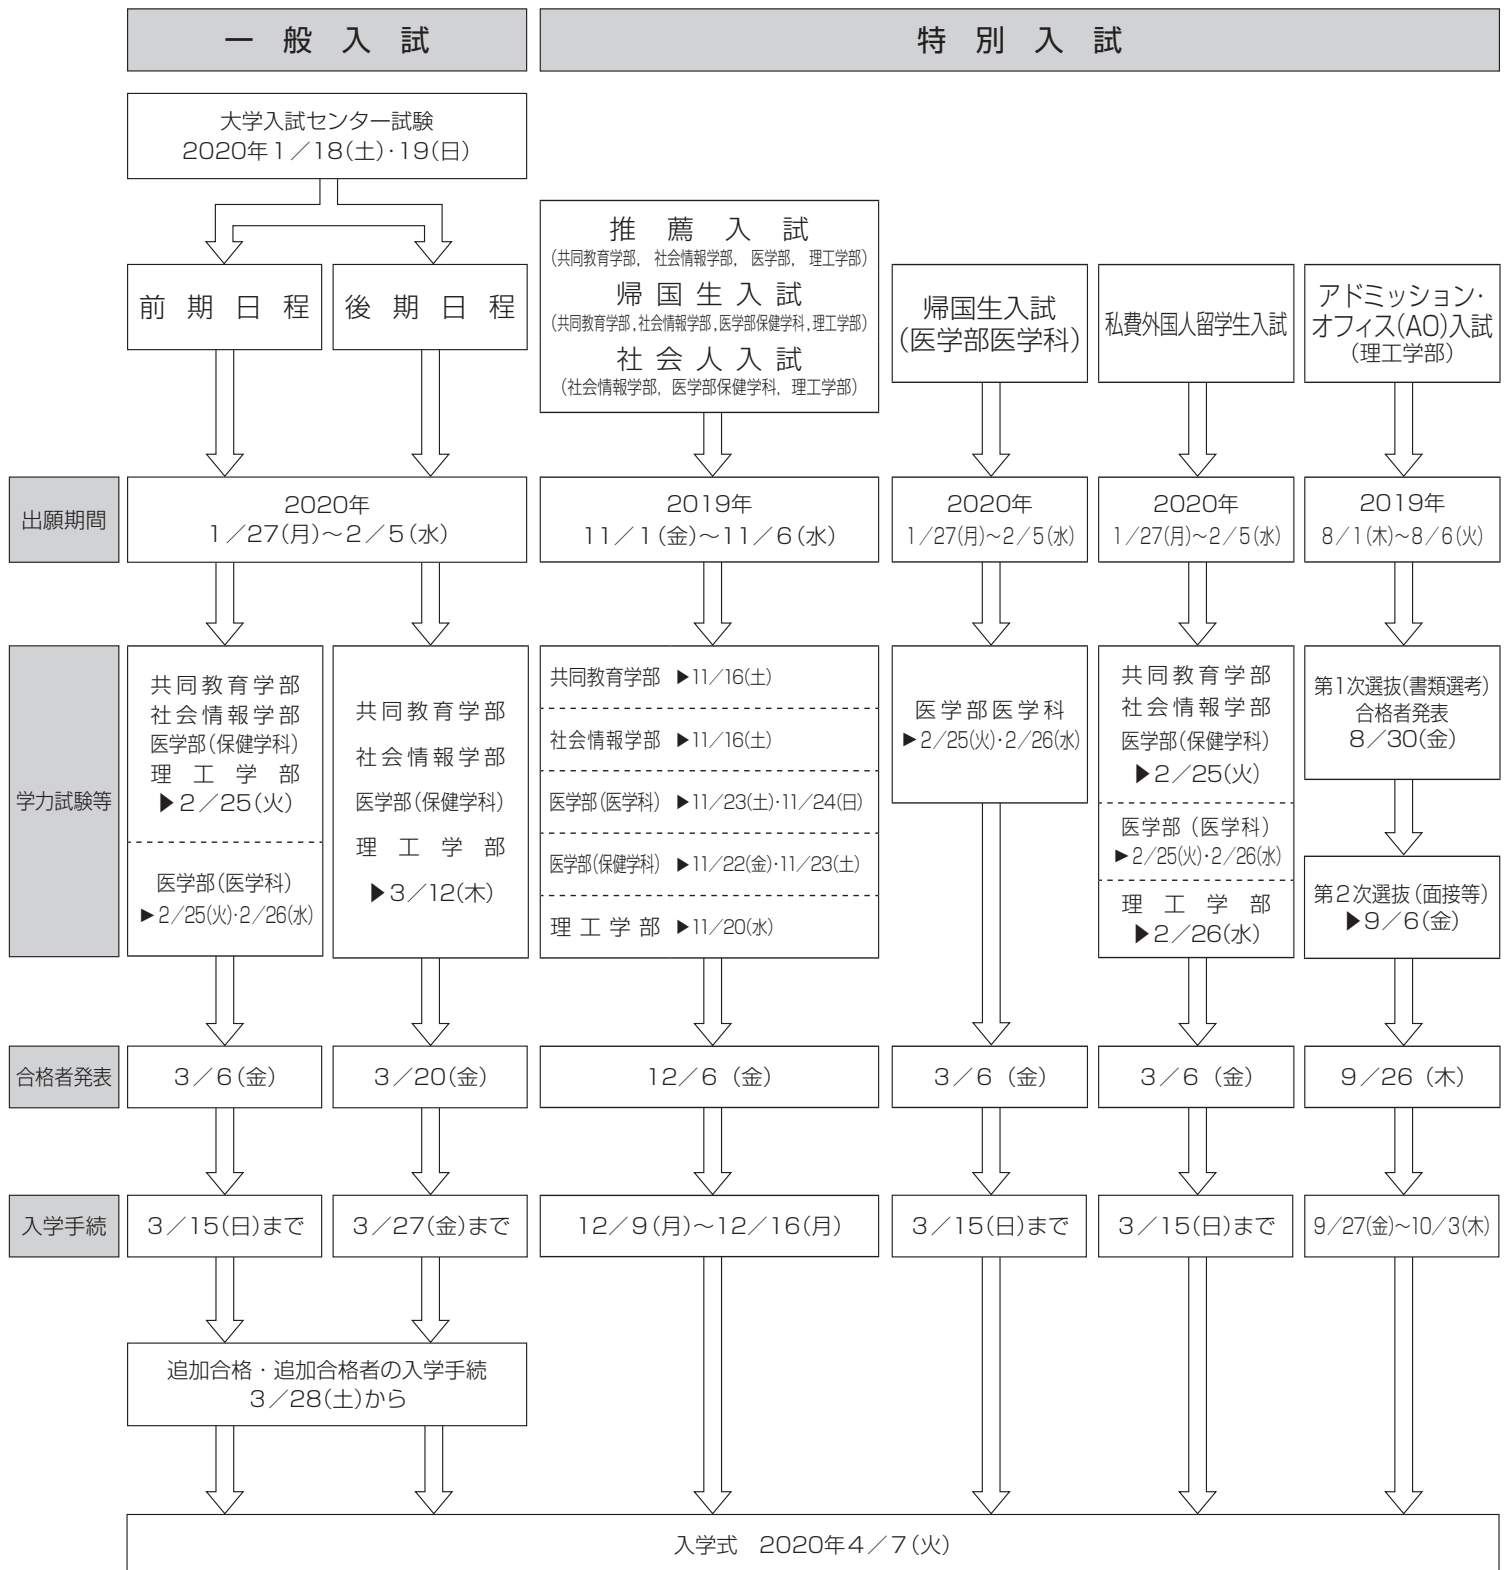 一般入試
特別入試
大学入試センター試験
2020年1／18(土)･19(日)
前期日程
後期日程
推薦入試
(共同教育学部, 社会情報学部, 医学部, 理工学部)
帰国生入試
(共同教育学部,社会情報学部,医学部保健学科,理工学部)
社会人入試
(社会情報学部, 医学部保健学科, 理工学部)
帰国生入試
(医学部医学科)
私費外国人留学生入試
アドミッション・
オフィス(AO)入試
(理工学部)
出願期間
2020年
1／27(月)～2／5(水)
2019年
11／1(金)～11／6(水)
2020年
1／27(月)～2／5(水)
2020年
1／27(月)～2／5(水)
2019年
8／1(木)～8／6(火)
学力試験等
共同教育学部
社会情報学部
医学部(保健学科)
理工学部
▶2／25(火)
医学部(医学科)
▶2／25(火)･2／26(水)
共同教育学部
社会情報学部
医学部(保健学科)
理工学部
▶3／12(木)
共同教育学部 ▶11／16(土)
社会情報学部 ▶11／16(土)
医学部(医学科) ▶11／23(土)･11／24(日)
医学部(保健学科) ▶11／22(金)･11／23(土)
理工学部 ▶11／20(水)
医学部医学科
▶2／25(火)･2／26(水)
共同教育学部
社会情報学部
医学部(保健学科)
▶2／25(火)
医学部(医学科)
▶2／25(火)･2／26(水)
理工学部
▶2／26(水)
第1次選抜(書類選考)
合格者発表
8／30(金)
第2次選抜(面接等)
▶9／6(金)
合格者発表
3／6(金)
3／20(金)
12／6(金)
3／6(金)
3／6(金)
9／26(木)
入学手続
3／15(日)まで
3／27(金)まで
12／9(月)～12／16(月)
3／15(日)まで
3／15(日)まで
9／27(金)～10／3(木)
追加合格・追加合格者の入学手続
3／28(土)から
入学式 2020年4／7(火)